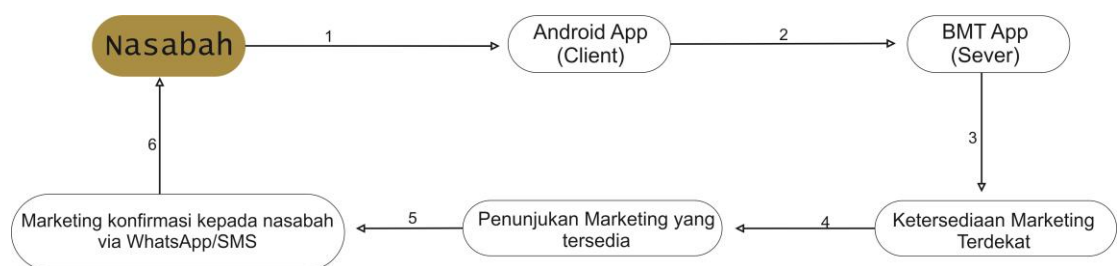 Nasabah
1
Android App
(Client)
2
BMT App
(Sever)
3
Ketersediaan Marketing
Terdekat
4
Penunjukan Marketing yang
tersedia
5
Marketing konfirmasi kepada nasabah
via WhatsApp/SMS
6